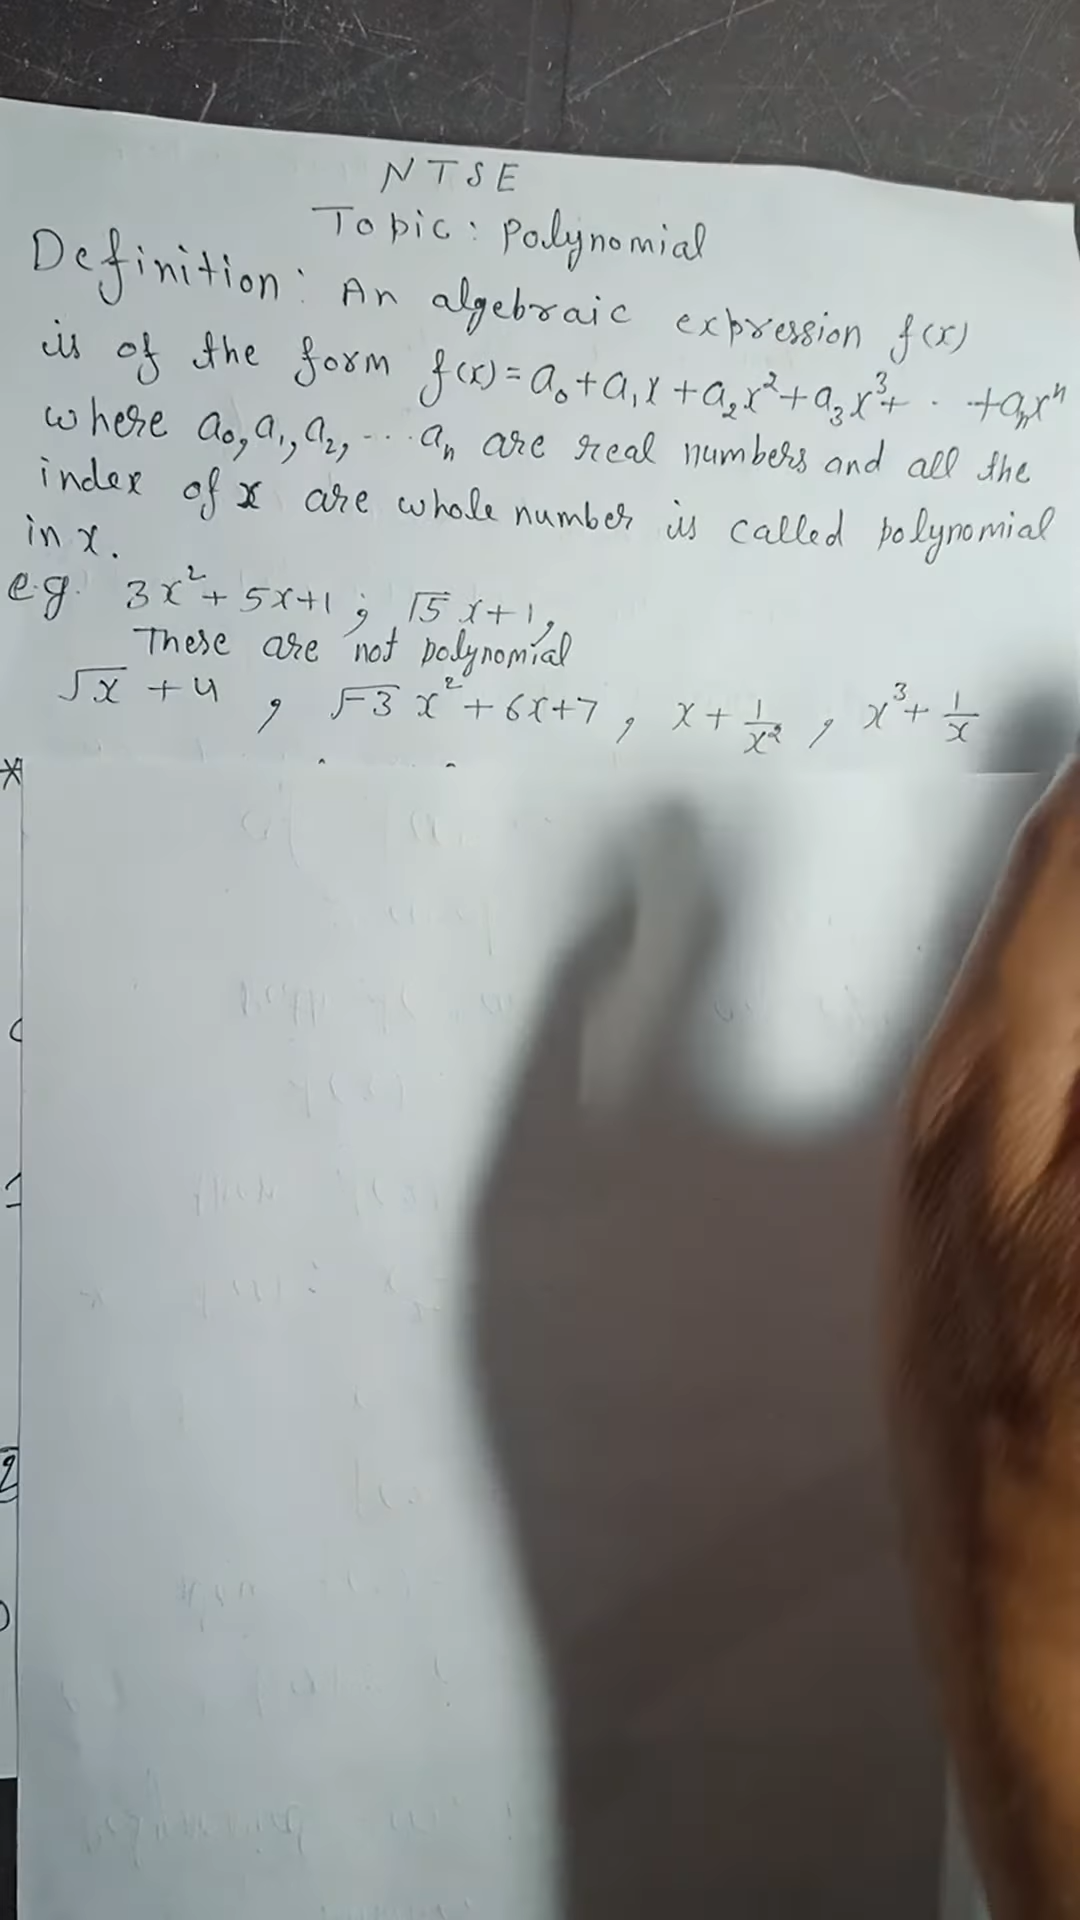 NTSE
Topic: Polynomial
Definition: An algebraic expression f(x)
is of the form f(x) = a₀ + a₁x + a₂x² + a₃x³ + . . + aₙxⁿ
where a₀, a₁, a₂, ... aₙ are real numbers and all the
index of x are whole number is called polynomial
in x.
e.g. 3x² + 5x + 1 ; √5 x + 1,
These are not polynomial
√x + 4 , √-3 x² + 6x + 7 , x + 1/x² , x³ + 1/x
*
1
2